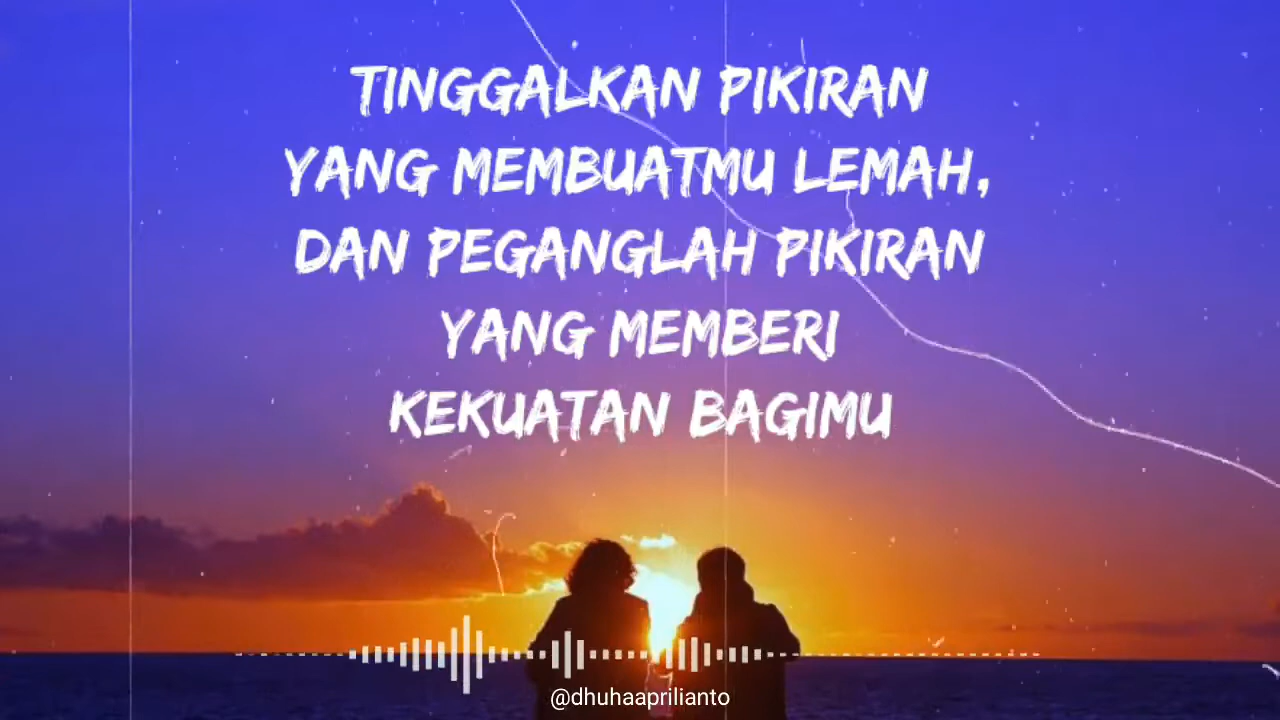 TINGGALKAN PIKIRAN
YANG MEMBUATMU LEMAH,
DAN PEGANGLAH PIKIRAN
YANG MEMBERI
KEKUATAN BAGIMU
@dhuhaaprilianto